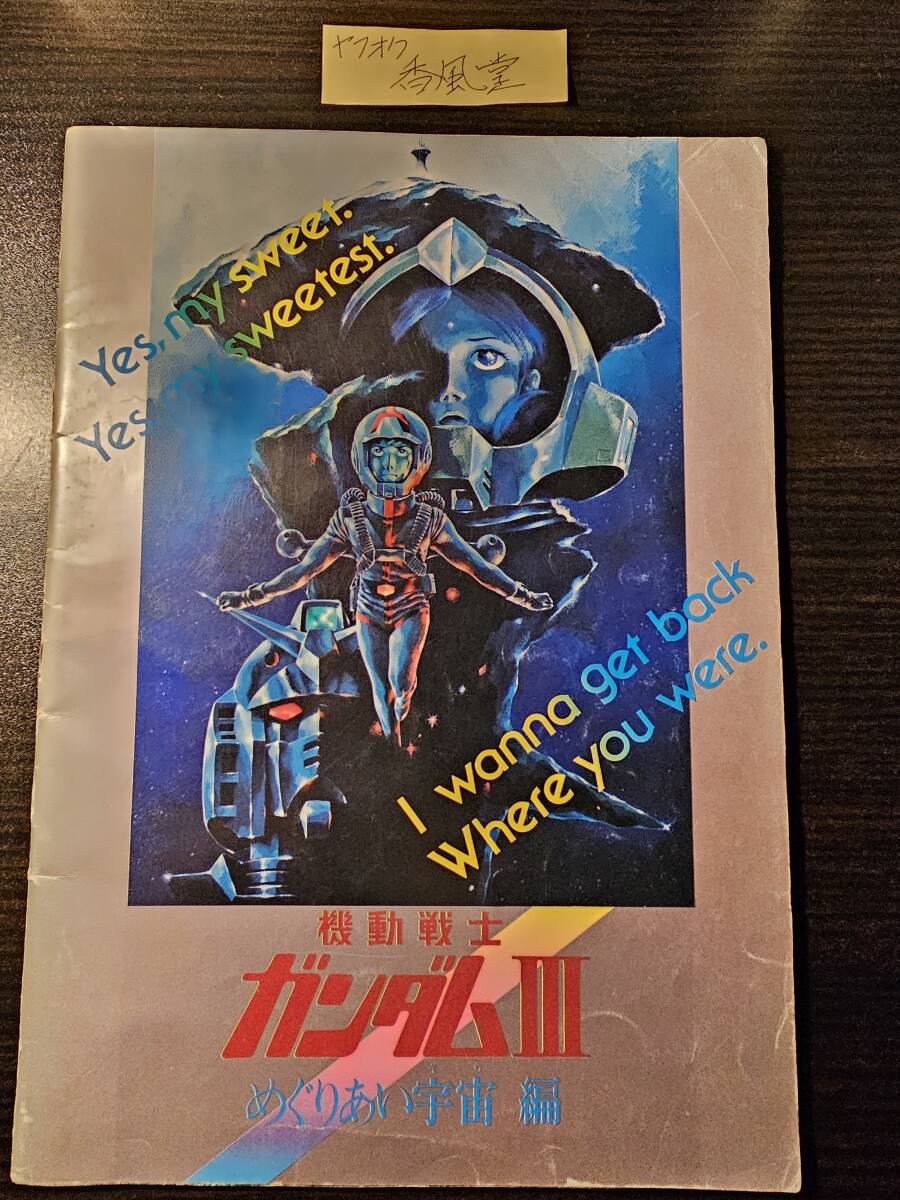 ヤフオク
香風堂
Yes, my sweet.
Yes, my sweetest.
I wanna get back
Where you were.
機動戦士
ガンダムIII
めぐりあい宇宙 編